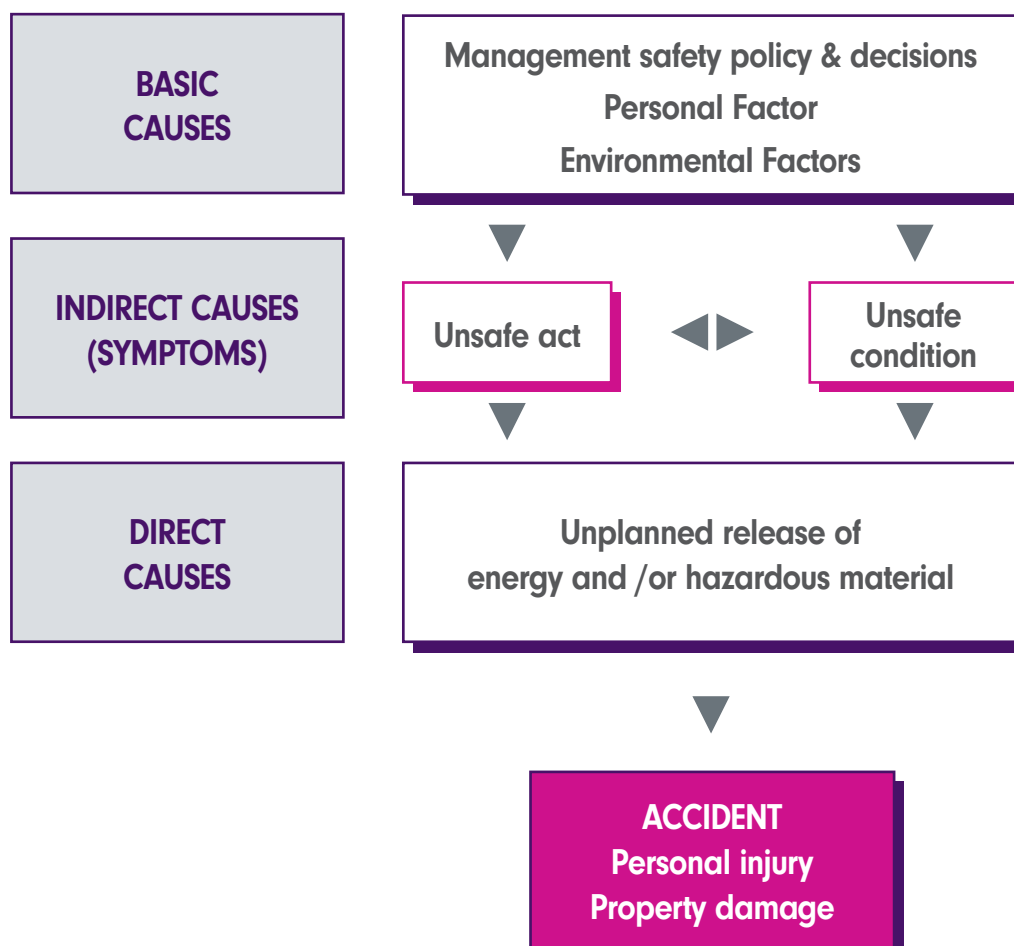 BASIC
CAUSES
Management safety policy & decisions
Personal Factor
Environmental Factors
INDIRECT CAUSES
(SYMPTOMS)
Unsafe act
Unsafe
condition
DIRECT
CAUSES
Unplanned release of
energy and /or hazardous material
ACCIDENT
Personal injury
Property damage